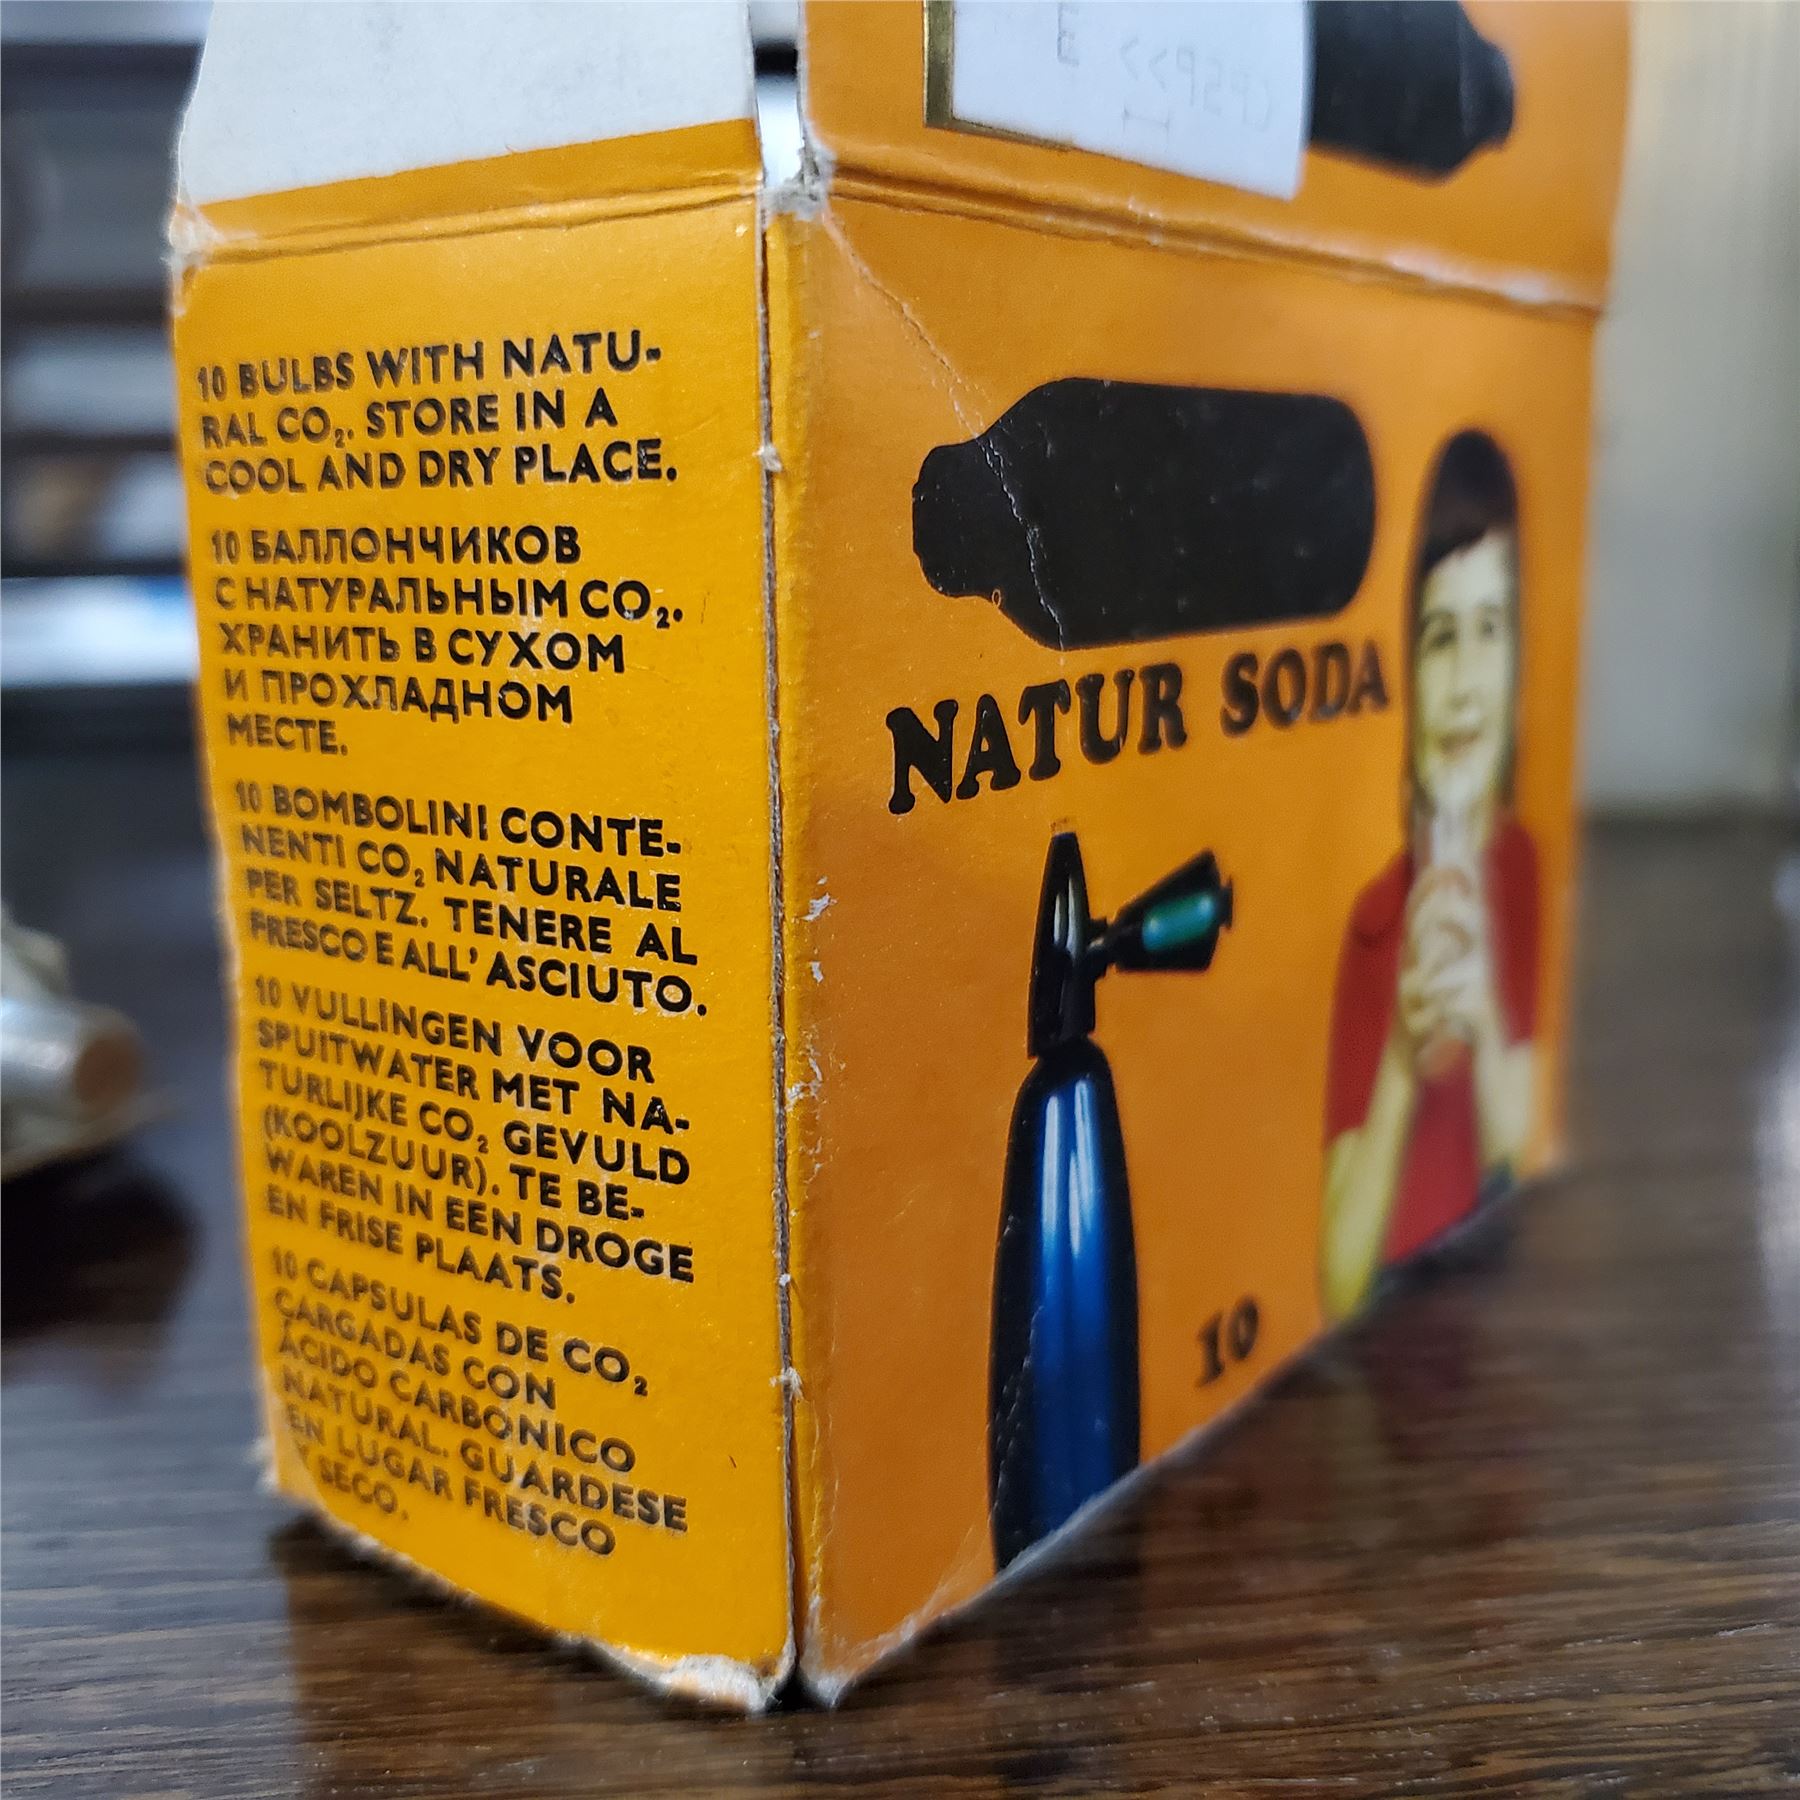 10 BULBS WITH NATU-
RAL CO₂. STORE IN A
COOL AND DRY PLACE.
10 БАЛЛОНЧИКОВ
С НАТУРАЛЬНЫМ CO₂.
ХРАНИТЬ В СУХОМ
И ПРОХЛАДНОМ
МЕСТЕ.
10 BOMBOLINI CONTE-
NENTI CO₂ NATURALE
PER SELTZ. TENERE AL
FRESCO E ALL' ASCIUTO.
10 VULLINGEN VOOR
SPUITWATER MET NA-
TURLIJKE CO₂ GEVULD
(KOOLZUUR). TE BE-
WAREN IN EEN DROGE
EN FRISE PLAATS.
10 CAPSULAS DE CO₂
CARGADAS CON
ÁCIDO CARBONICO
NATURAL. GUARDESE
EN LUGAR FRESCO
Y SECO.
NATUR SODA
10